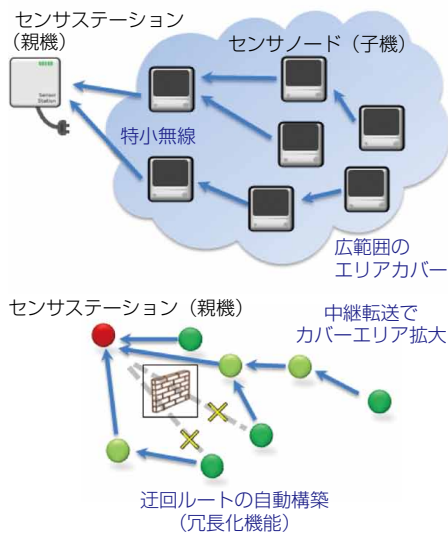 センサステーション
（親機）
センサノード（子機）
Sensor
Station
特小無線
広範囲の
エリアカバー
センサステーション（親機）
中継転送で
カバーエリア拡大
迂回ルートの自動構築
（冗長化機能）